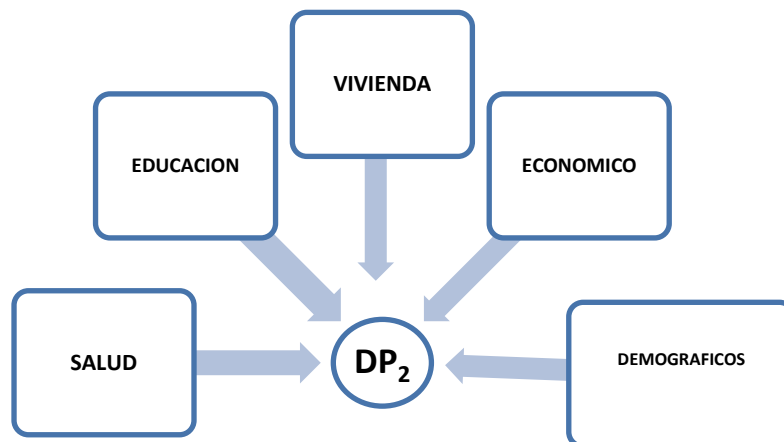 VIVIENDA
EDUCACION
ECONOMICO
SALUD
DP₂
DEMOGRAFICOS